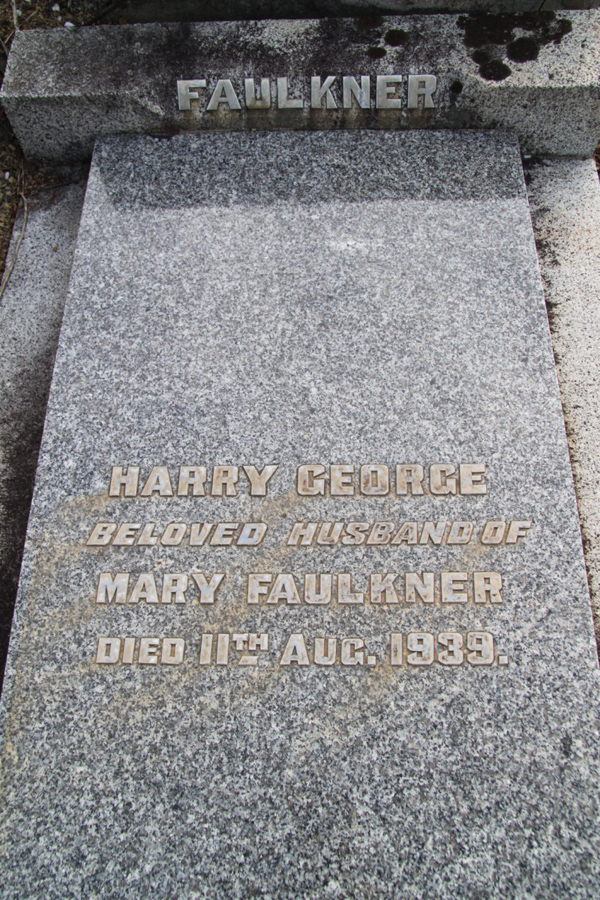 FAULKNER
HARRY GEORGE
BELOVED HUSBAND OF
MARY FAULKNER
DIED 11TH AUG. 1939.